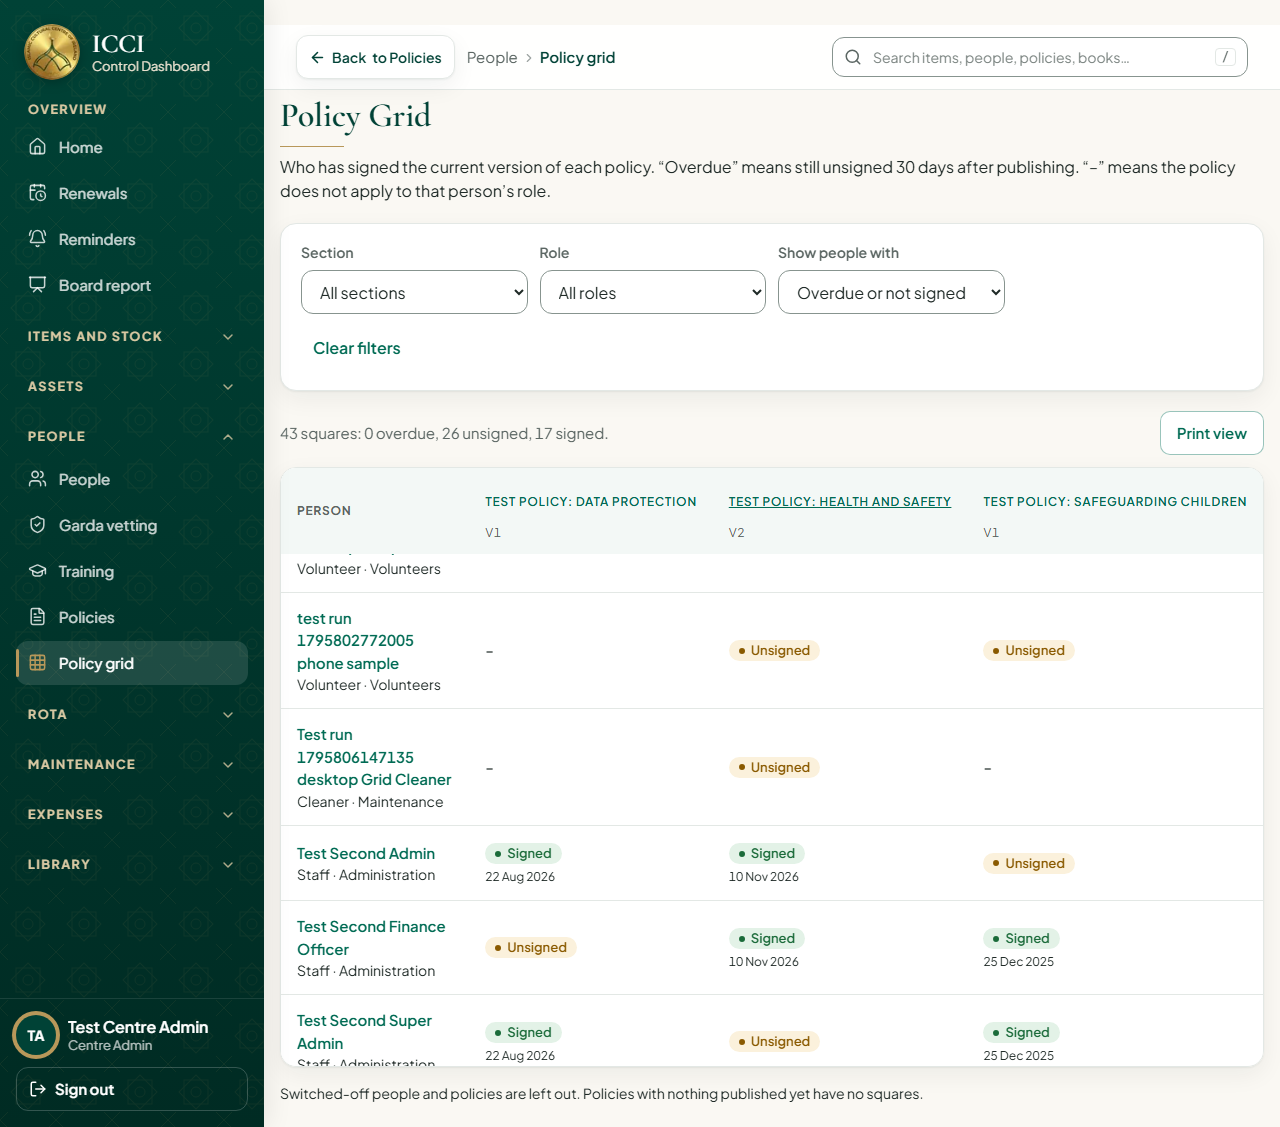 ICCI
Control Dashboard
OVERVIEW
Home
Renewals
Reminders
Board report
ITEMS AND STOCK
ASSETS
PEOPLE
People
Garda vetting
Training
Policies
Policy grid
ROTA
MAINTENANCE
EXPENSES
LIBRARY
TA
Test Centre Admin
Centre Admin
Sign out
Back to Policies
People › Policy grid
Search items, people, policies, books...
/
Policy Grid
Who has signed the current version of each policy. “Overdue” means still unsigned 30 days after publishing. “–” means the policy
does not apply to that person’s role.
Section
Role
Show people with
All sections
All roles
Overdue or not signed
Clear filters
43 squares: 0 overdue, 26 unsigned, 17 signed.
Print view
PERSON
TEST POLICY: DATA PROTECTION
V1
TEST POLICY: HEALTH AND SAFETY
V2
TEST POLICY: SAFEGUARDING CHILDREN
V1
Volunteer · Volunteers
test run
1795802772005
phone sample
Volunteer · Volunteers
–
Unsigned
Unsigned
Test run
1795806147135
desktop Grid Cleaner
Cleaner · Maintenance
–
Unsigned
–
Test Second Admin
Staff · Administration
Signed
22 Aug 2026
Signed
10 Nov 2026
Unsigned
Test Second Finance
Officer
Staff · Administration
Unsigned
Signed
10 Nov 2026
Signed
25 Dec 2025
Test Second Super
Admin
Staff · Administration
Signed
22 Aug 2026
Unsigned
Signed
25 Dec 2025
Switched-off people and policies are left out. Policies with nothing published yet have no squares.